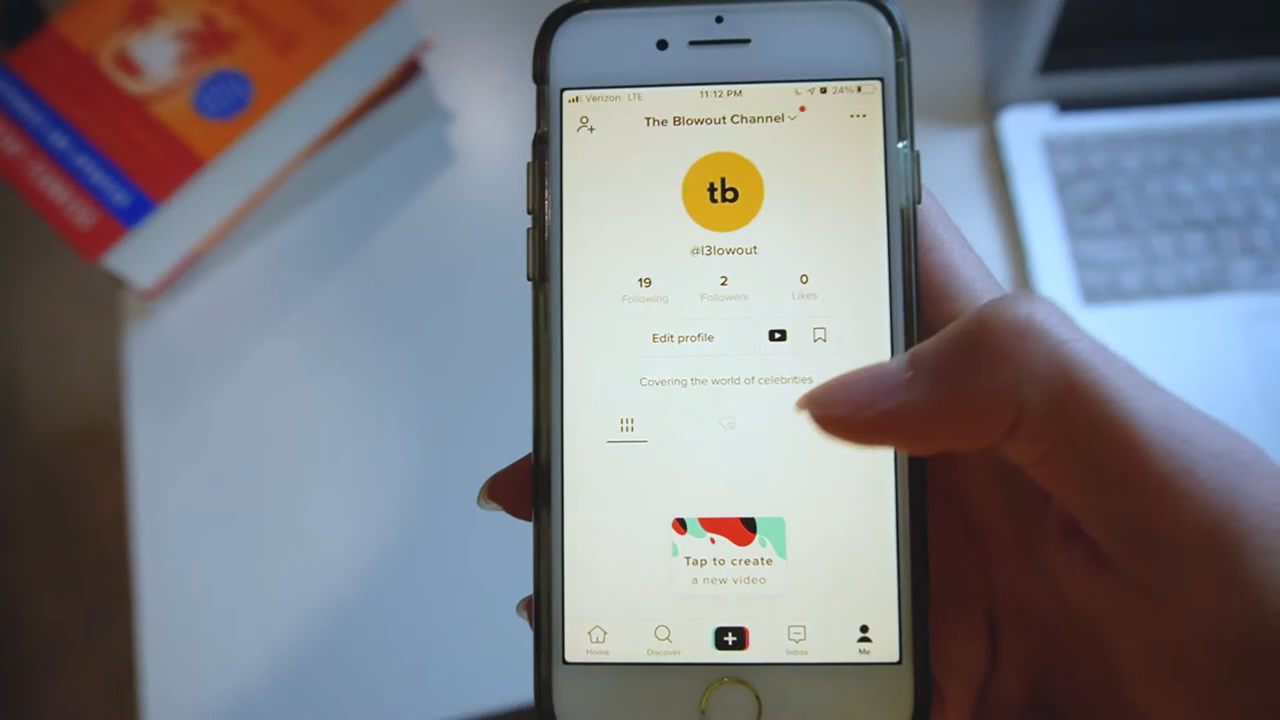 Verizon LTE 11:12 PM 24%
The Blowout Channel
tb
@l3lowout
19 2 0
Following Followers Likes
Edit profile
Covering the world of celebrities
Tap to create
a new video
Home Discover Inbox Me